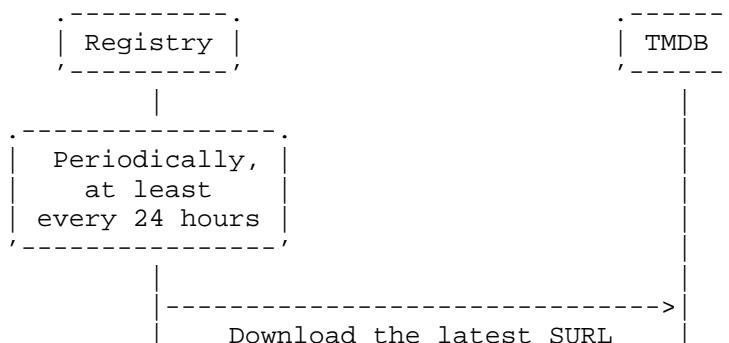 Registry
TMDB
Periodically,
at least
every 24 hours
Download the latest SURL